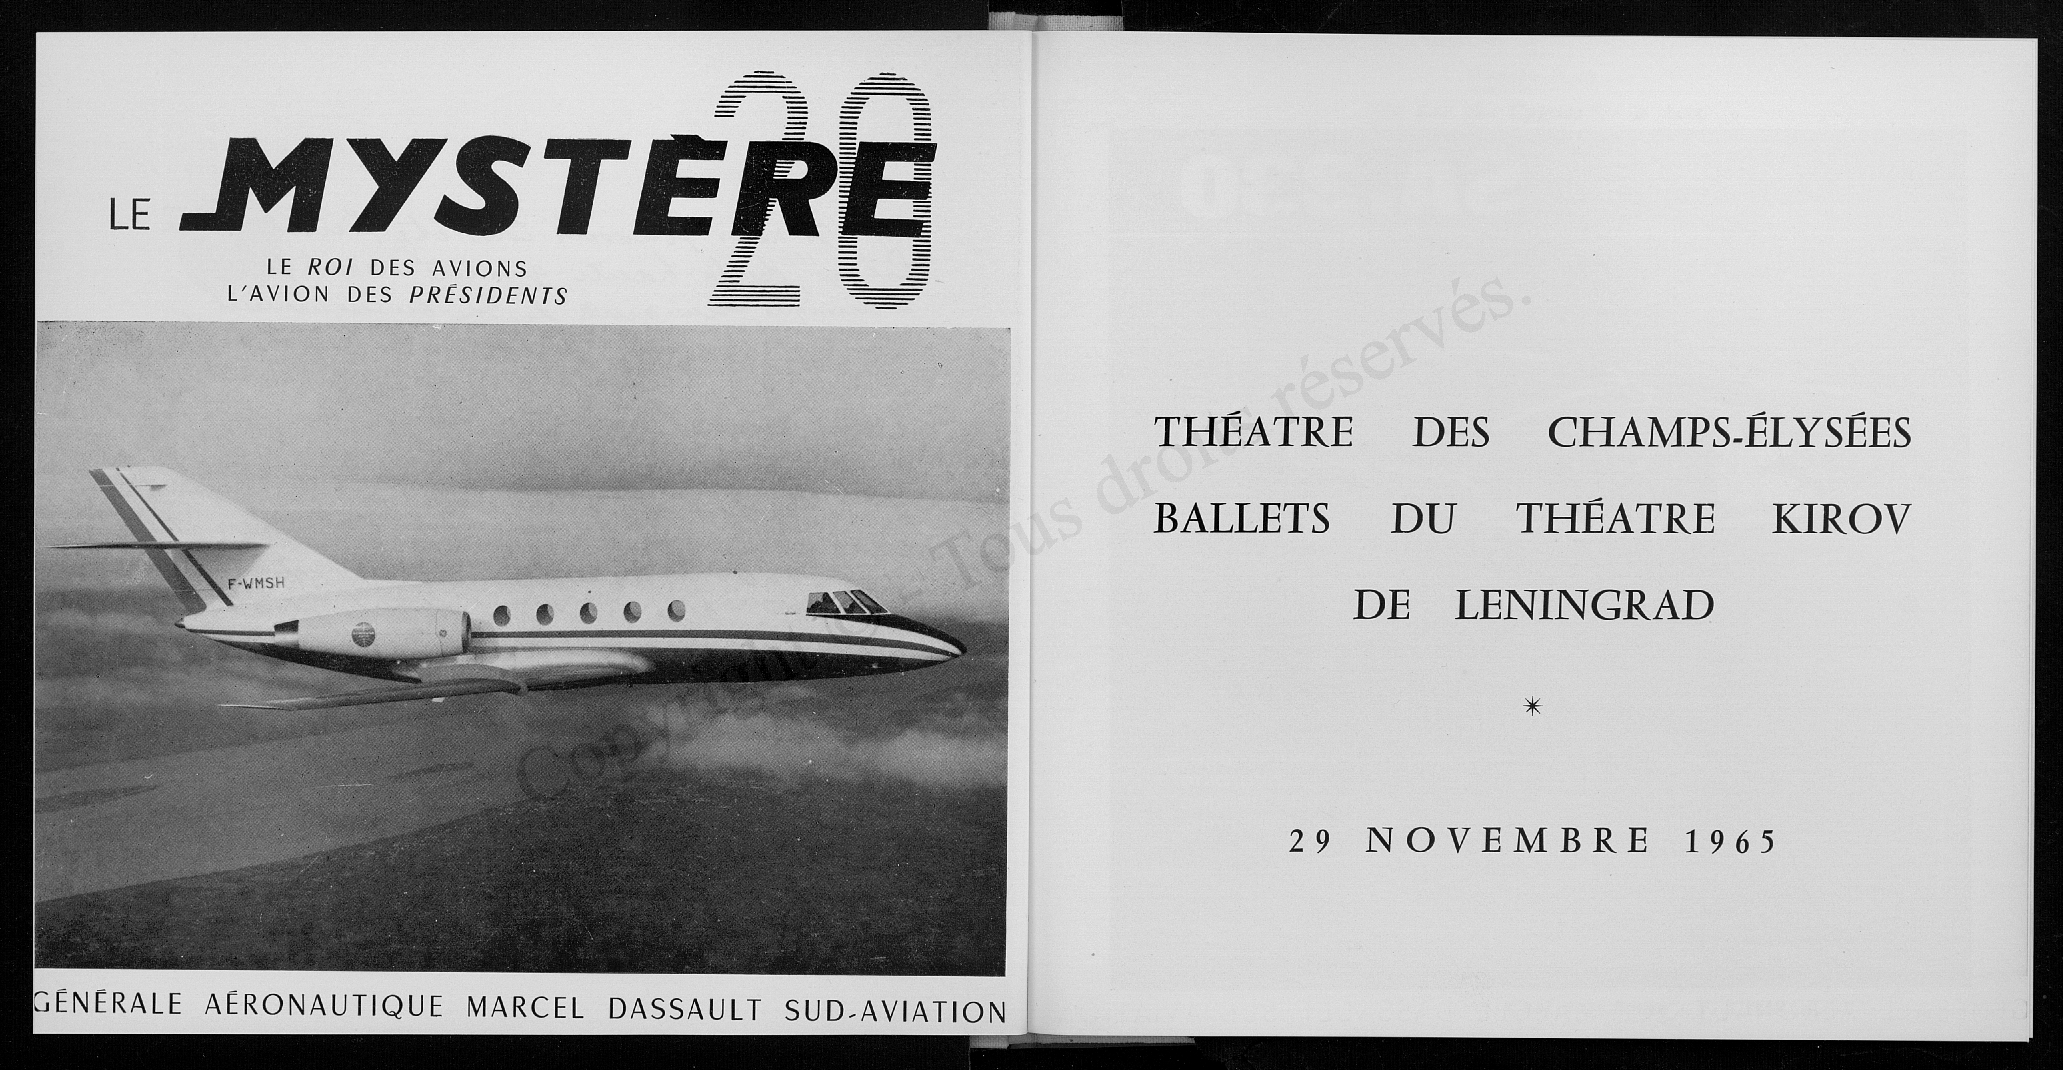 LE MYSTÈRE 20
LE ROI DES AVIONS
L'AVION DES PRÉSIDENTS
F-WMSH
GÉNÉRALE AÉRONAUTIQUE MARCEL DASSAULT SUD-AVIATION
THÉATRE DES CHAMPS-ÉLYSÉES
BALLETS DU THÉATRE KIROV
DE LENINGRAD
*
29 NOVEMBRE 1965
Copyright © Tous droits réservés.